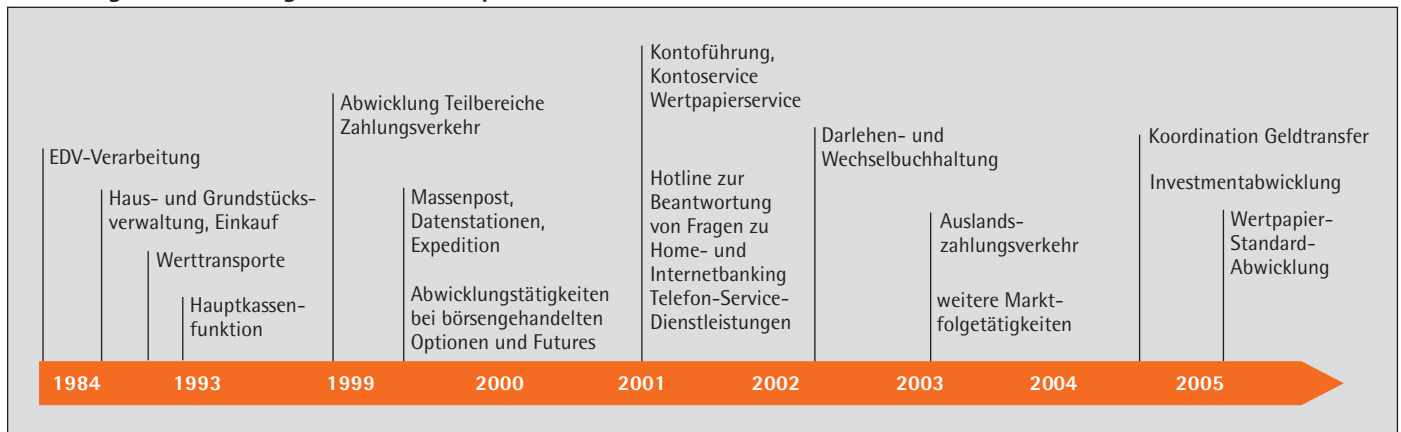 EDV-Verarbeitung
Haus- und Grundstücks-
verwaltung, Einkauf
Werttransporte
Hauptkassen-
funktion
Abwicklung Teilbereiche
Zahlungsverkehr
Massenpost,
Datenstationen,
Expedition
Abwicklungstätigkeiten
bei börsengehandelten
Optionen und Futures
Kontoführung,
Kontoservice
Wertpapierservice
Hotline zur
Beantwortung
von Fragen zu
Home- und
Internetbanking
Telefon-Service-
Dienstleistungen
Darlehen- und
Wechselbuchhaltung
Auslands-
zahlungsverkehr
weitere Markt-
folgetätigkeiten
Koordination Geldtransfer
Investmentabwicklung
Wertpapier-
Standard-
Abwicklung
1984 1993 1999 2000 2001 2002 2003 2004 2005